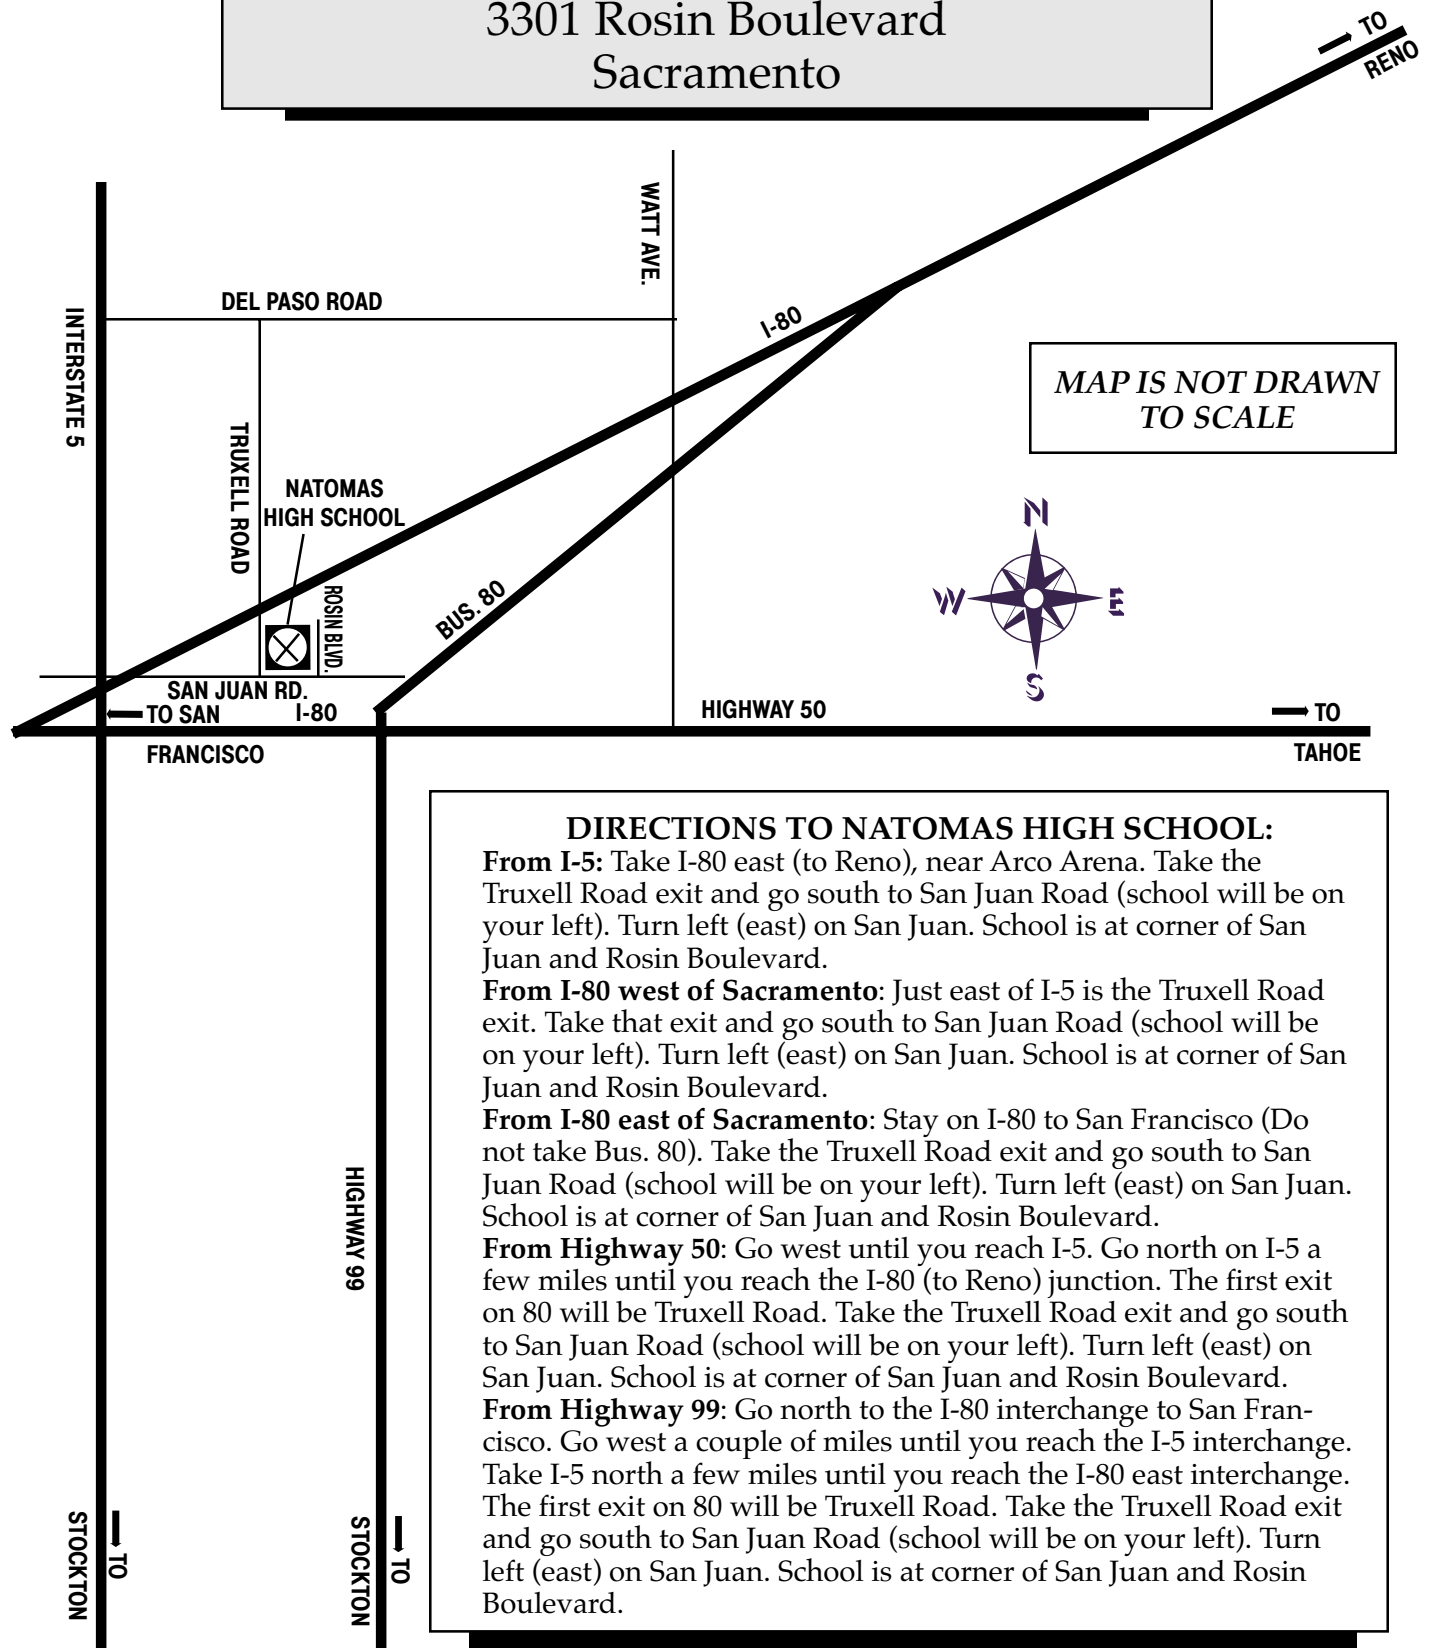 3301 Rosin Boulevard
Sacramento
TO
RENO
WATT AVE.
DEL PASO ROAD
I-80
INTERSTATE 5
MAP IS NOT DRAWN
TO SCALE
TRUXELL ROAD
NATOMAS
HIGH SCHOOL
N
W
E
S
ROSIN BLVD.
BUS. 80
SAN JUAN RD.
TO SAN
I-80
FRANCISCO
HIGHWAY 50
TO
TAHOE
DIRECTIONS TO NATOMAS HIGH SCHOOL:
From I-5: Take I-80 east (to Reno), near Arco Arena. Take the
Truxell Road exit and go south to San Juan Road (school will be on
your left). Turn left (east) on San Juan. School is at corner of San
Juan and Rosin Boulevard.
From I-80 west of Sacramento: Just east of I-5 is the Truxell Road
exit. Take that exit and go south to San Juan Road (school will be
on your left). Turn left (east) on San Juan. School is at corner of San
Juan and Rosin Boulevard.
From I-80 east of Sacramento: Stay on I-80 to San Francisco (Do
not take Bus. 80). Take the Truxell Road exit and go south to San
Juan Road (school will be on your left). Turn left (east) on San Juan.
School is at corner of San Juan and Rosin Boulevard.
From Highway 50: Go west until you reach I-5. Go north on I-5 a
few miles until you reach the I-80 (to Reno) junction. The first exit
on 80 will be Truxell Road. Take the Truxell Road exit and go south
to San Juan Road (school will be on your left). Turn left (east) on
San Juan. School is at corner of San Juan and Rosin Boulevard.
From Highway 99: Go north to the I-80 interchange to San Fran-
cisco. Go west a couple of miles until you reach the I-5 interchange.
Take I-5 north a few miles until you reach the I-80 east interchange.
The first exit on 80 will be Truxell Road. Take the Truxell Road exit
and go south to San Juan Road (school will be on your left). Turn
left (east) on San Juan. School is at corner of San Juan and Rosin
Boulevard.
HIGHWAY 99
TO
STOCKTON
TO
STOCKTON